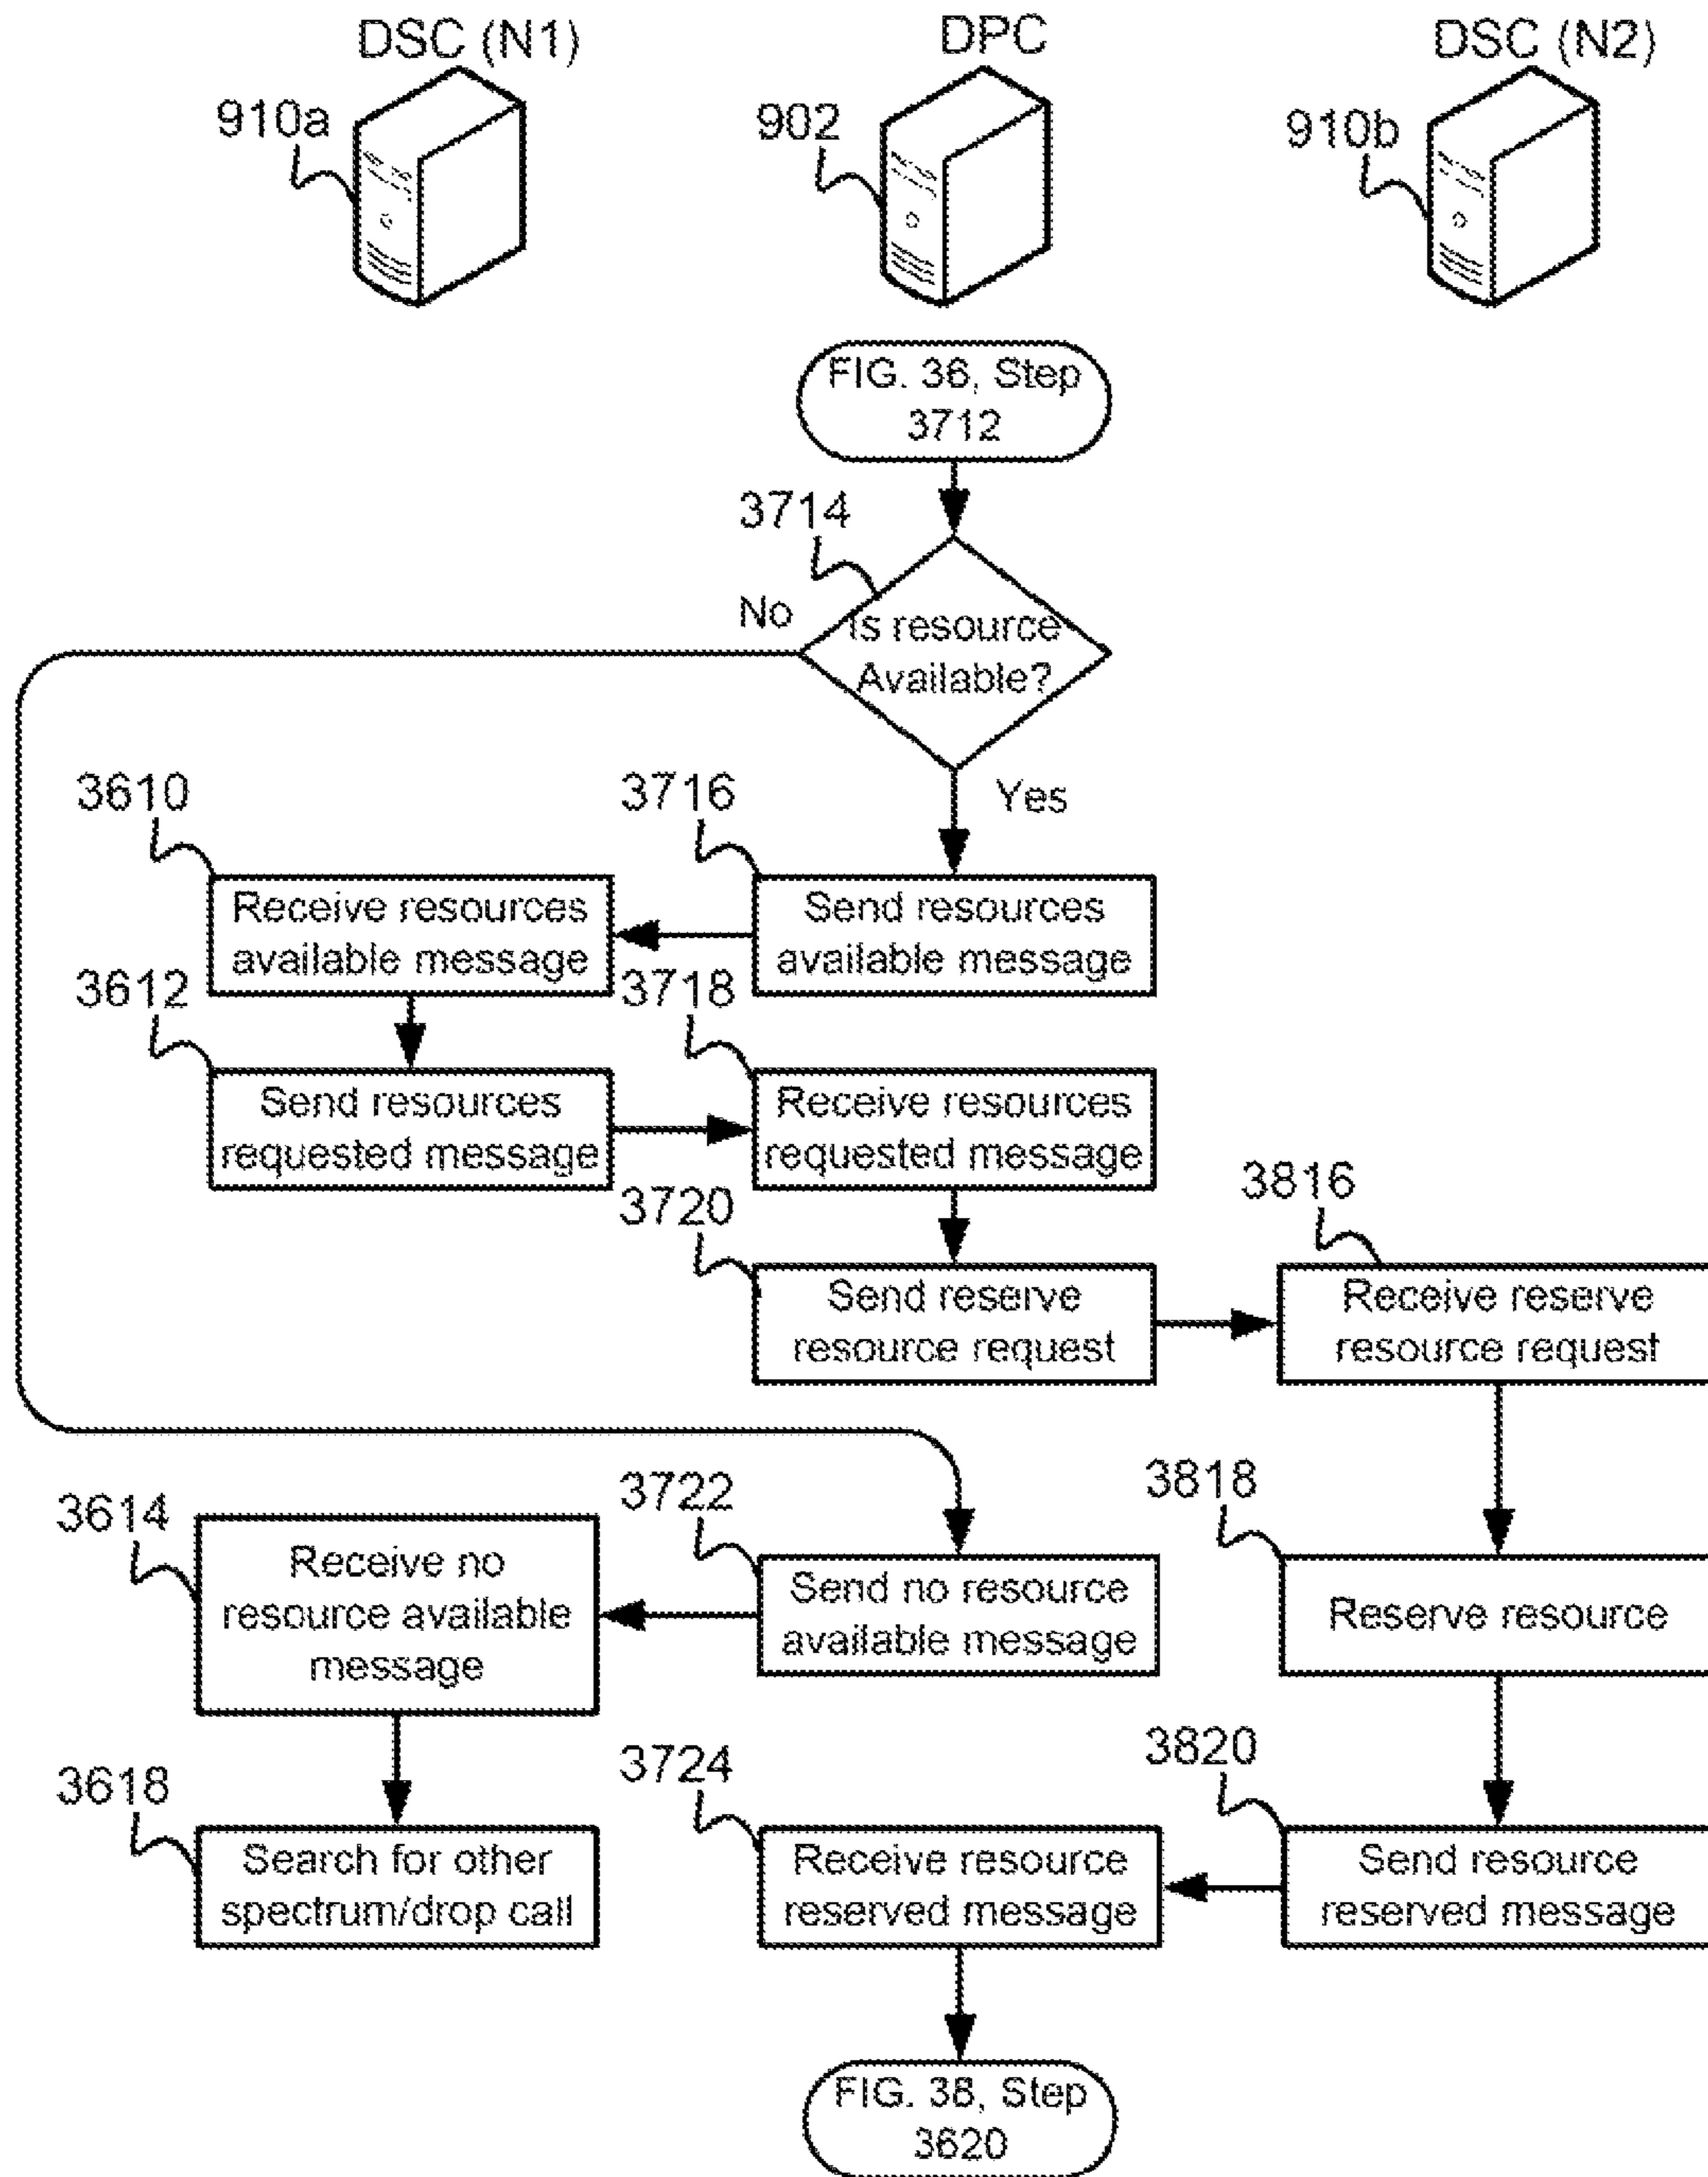 DSC (N1)
DPC
DSC (N2)
910a
902
910b
FIG. 36, Step
3712
3714
No
Is resource
Available?
Yes
3610
3716
Receive resources
available message
Send resources
available message
3612
3718
Send resources
requested message
Receive resources
requested message
3720
3816
Send reserve
resource request
Receive reserve
resource request
3614
3722
3818
Receive no
resource available
message
Send no resource
available message
Reserve resource
3618
3724
3820
Search for other
spectrum/drop call
Receive resource
reserved message
Send resource
reserved message
FIG. 38, Step
3620